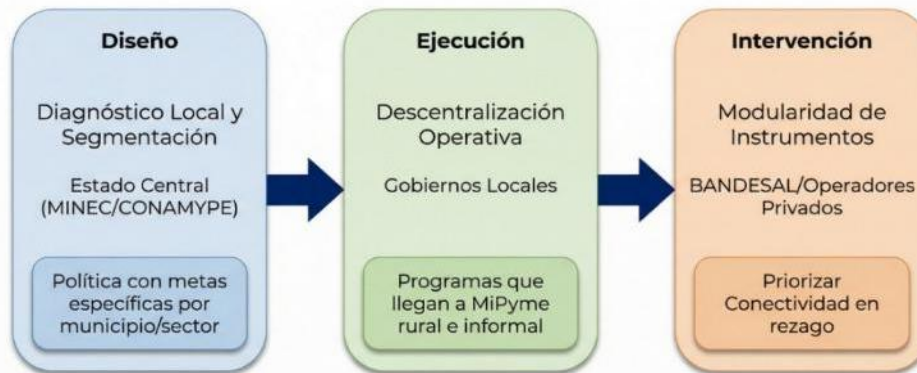 Diseño
Diagnóstico Local y
Segmentación
Estado Central
(MINEC/CONAMYPE)
Política con metas
específicas por
municipio/sector
Ejecución
Descentralización
Operativa
Gobiernos Locales
Programas que
llegan a MiPyme
rural e informal
Intervención
Modularidad de
Instrumentos
BANDESAL/Operadores
Privados
Priorizar
Conectividad en
rezago